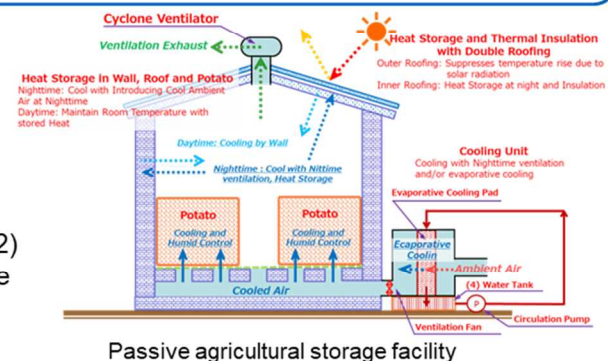 Cyclone Ventilator
Ventilation Exhaust
Heat Storage and Thermal Insulation
with Double Roofing
Outer Roofing: Suppresses temperature rise due to
solar radiation
Inner Roofing: Heat Storage at night and Insulation
Heat Storage in Wall, Roof and Potato
Nighttime: Cool with Introducing Cool Ambient
Air at Nighttime
Daytime: Maintain Room Temperature with
stored Heat
Daytime: Cooling by Wall
Nighttime : Cool with Nittime
ventilation, Heat Storage
Cooling Unit
Cooling with Nighttime ventilation
and/or evaporative cooling
Evaporative Cooling Pad
Potato
Cooling and
Humid Control
Potato
Cooling and
Humid Control
2)
e
Ecaporative
Coolin
Ambient Air
Cooled Air
(4) Water Tank
P
Circulation Pump
Ventilation Fan
Passive agricultural storage facility